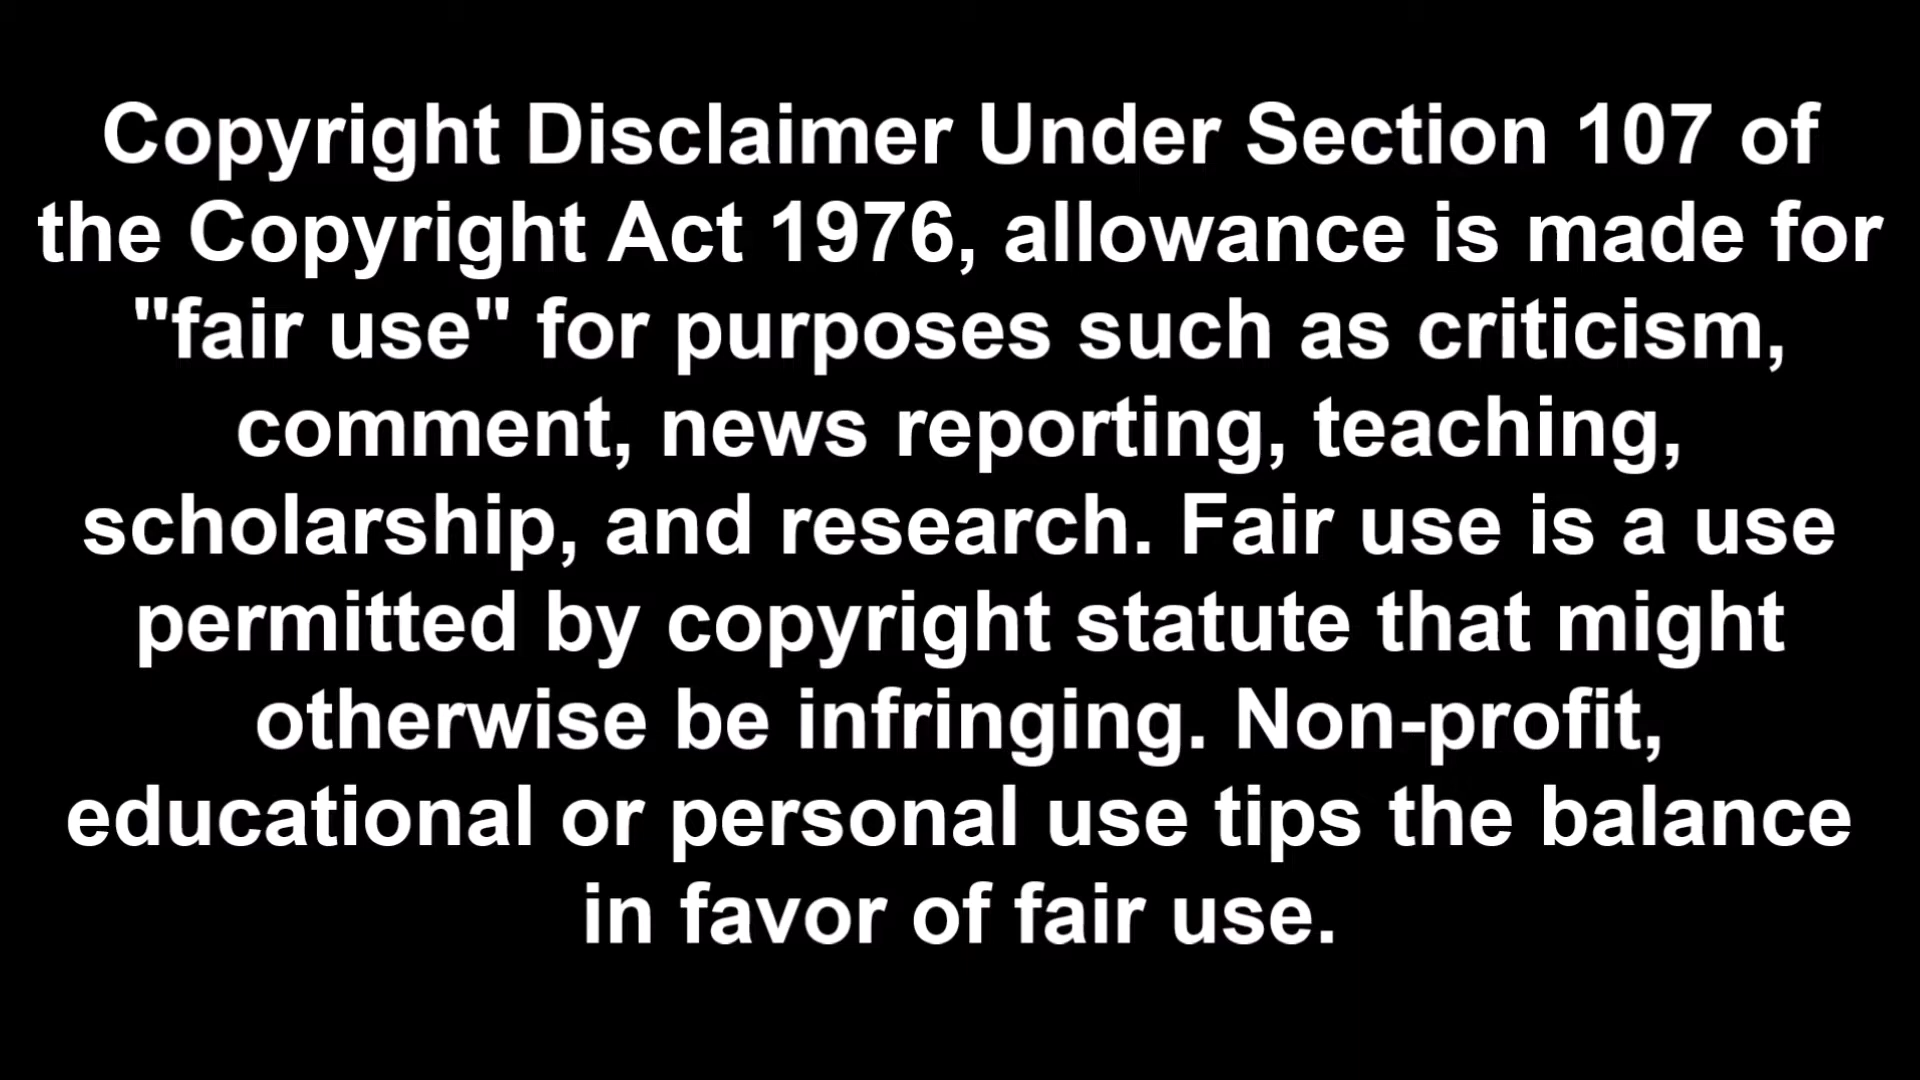 Copyright Disclaimer Under Section 107 of
the Copyright Act 1976, allowance is made for
"fair use" for purposes such as criticism,
comment, news reporting, teaching,
scholarship, and research. Fair use is a use
permitted by copyright statute that might
otherwise be infringing. Non-profit,
educational or personal use tips the balance
in favor of fair use.